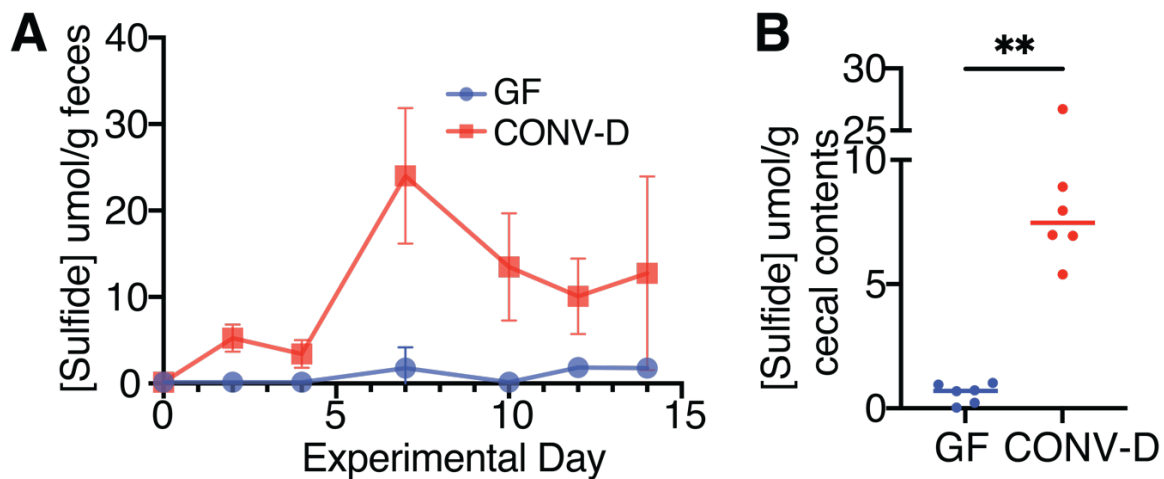 A
[Sulfide] umol/g feces
40
30
20
10
0
GF
CONV-D
0
5
10
15
Experimental Day
B
**
[Sulfide] umol/g
cecal contents
30
25
10
5
0
GF
CONV-D